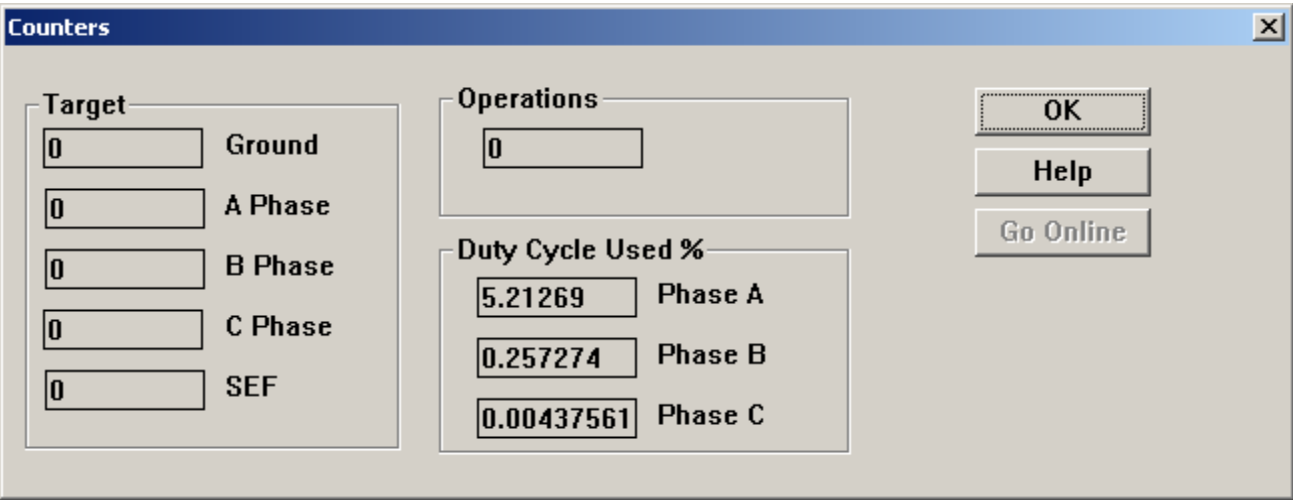 Counters
Target
0 Ground
0 A Phase
0 B Phase
0 C Phase
0 SEF
Operations
0
Duty Cycle Used %
5.21269 Phase A
0.257274 Phase B
0.00437561 Phase C
OK
Help
Go Online